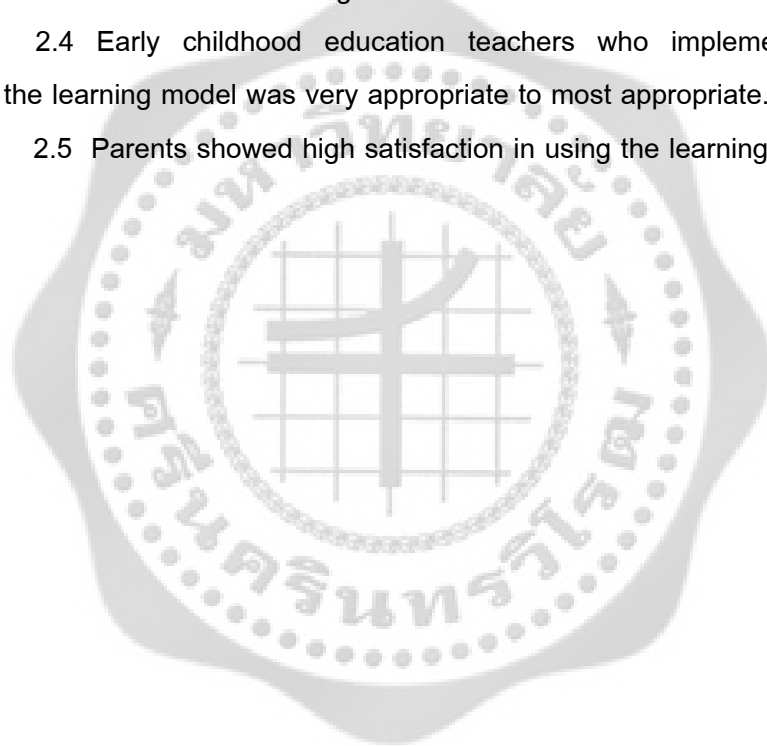 2.4 Early childhood education teachers who
the learning model was very appropriate to most appropriate.
2.5 Parents showed high satisfaction in using the learning
มหาวิทยาลัย
ศรีนครินทรวิโรฒ